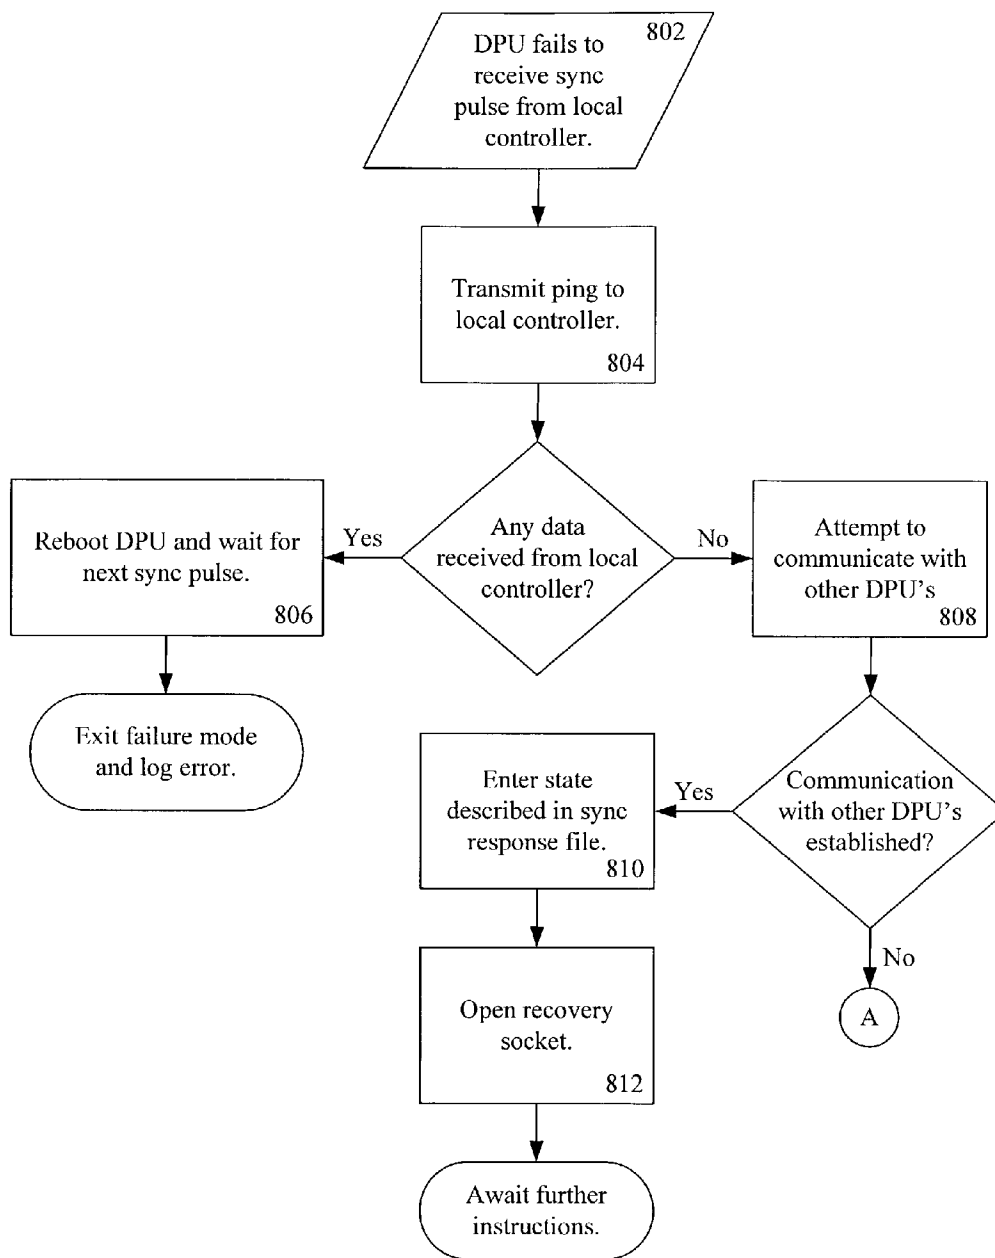 802
DPU fails to
receive sync
pulse from local
controller.
Transmit ping to
local controller.
804
Any data
received from local
controller?
Yes
No
Reboot DPU and wait for
next sync pulse.
806
Attempt to
communicate with
other DPU's
808
Exit failure mode
and log error.
Communication
with other DPU's
established?
Yes
No
Enter state
described in sync
response file.
810
Open recovery
socket.
812
A
Await further
instructions.